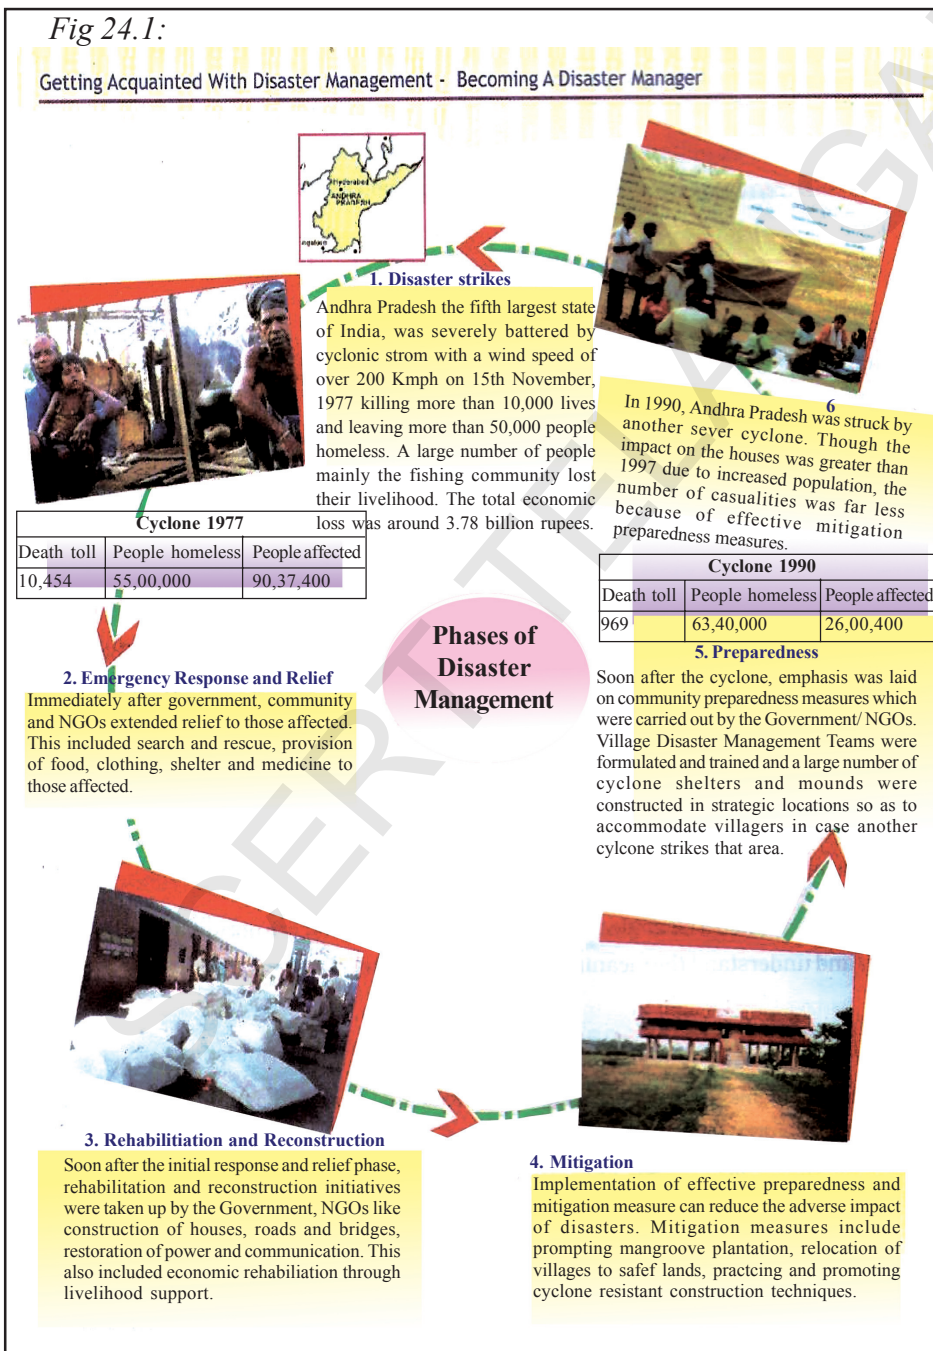 Fig 24.1:
Getting Acquainted With Disaster Management - Becoming A Disaster Manager
Hyderabad
ANDHRA
PRADESH
1. Disaster strikes
Andhra Pradesh the fifth largest state
of India, was severely battered by
cyclonic strom with a wind speed of
over 200 Kmph on 15th November,
1977 killing more than 10,000 lives
and leaving more than 50,000 people
homeless. A large number of people
mainly the fishing community lost
their livelihood. The total economic
loss was around 3.78 billion rupees.
Cyclone 1977
Death toll People homeless People affected
10,454 55,00,000 90,37,400
2. Emergency Response and Relief
Immediately after government, community
and NGOs extended relief to those affected.
This included search and rescue, provision
of food, clothing, shelter and medicine to
those affected.
Phases of
Disaster
Management
3. Rehabilitiation and Reconstruction
Soon after the initial response and relief phase,
rehabilitation and reconstruction initiatives
were taken up by the Government, NGOs like
construction of houses, roads and bridges,
restoration of power and communication. This
also included economic rehabiliation through
livelihood support.
4. Mitigation
Implementation of effective preparedness and
mitigation measure can reduce the adverse impact
of disasters. Mitigation measures include
prompting mangroove plantation, relocation of
villages to safef lands, practcing and promoting
cyclone resistant construction techniques.
5. Preparedness
Soon after the cyclone, emphasis was laid
on community preparedness measures which
were carried out by the Government/ NGOs.
Village Disaster Management Teams were
formulated and trained and a large number of
cyclone shelters and mounds were
constructed in strategic locations so as to
accommodate villagers in case another
cylcone strikes that area.
6
In 1990, Andhra Pradesh was struck by
another sever cyclone. Though the
impact on the houses was greater than
1997 due to increased population, the
number of casualities was far less
because of effective mitigation
preparedness measures.
Cyclone 1990
Death toll People homeless People affected
969 63,40,000 26,00,400
SCERT TELANGA